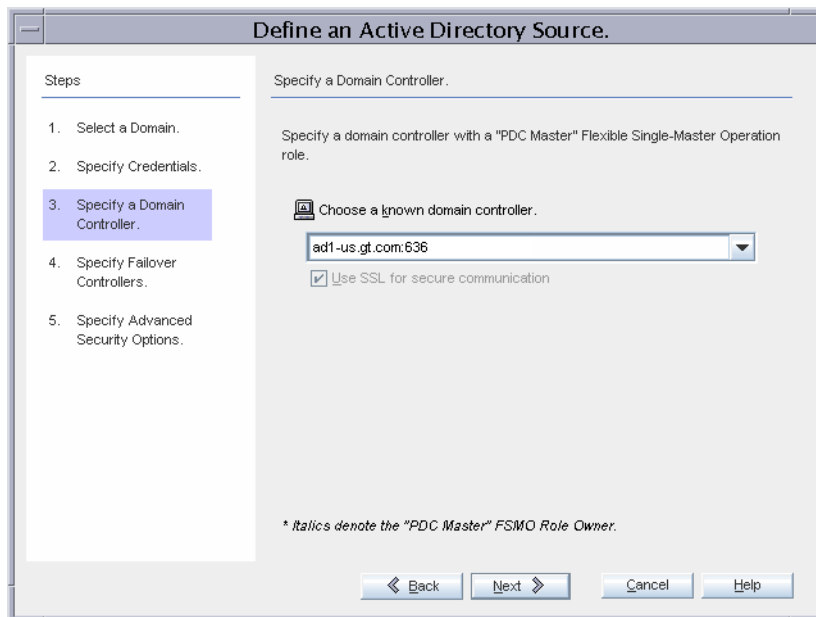 Define an Active Directory Source.
Steps
1. Select a Domain.
2. Specify Credentials.
3. Specify a Domain
Controller.
4. Specify Failover
Controllers.
5. Specify Advanced
Security Options.
Specify a Domain Controller.
Specify a domain controller with a "PDC Master" Flexible Single-Master Operation
role.
Choose a known domain controller.
ad1-us.gt.com:636
Use SSL for secure communication
* Italics denote the "PDC Master" FSMO Role Owner.
Back Next Cancel Help